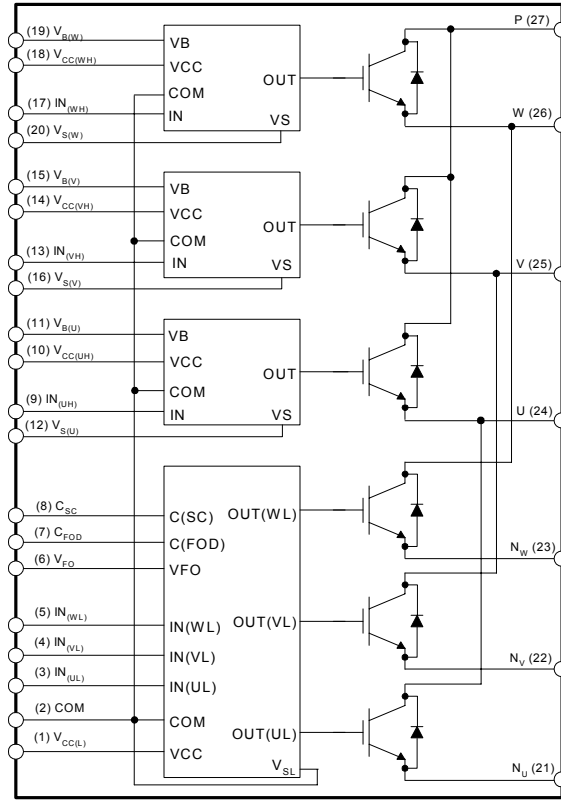 (19) VB(W)
(18) VCC(WH)
(17) IN(WH)
(20) VS(W)
VB
VCC
COM
IN
OUT
VS
P (27)
W (26)
(15) VB(V)
(14) VCC(VH)
(13) IN(VH)
(16) VS(V)
VB
VCC
COM
IN
OUT
VS
V (25)
(11) VB(U)
(10) VCC(UH)
(9) IN(UH)
(12) VS(U)
VB
VCC
COM
IN
OUT
VS
U (24)
(8) CSC
(7) CFOD
(6) VFO
(5) IN(WL)
(4) IN(VL)
(3) IN(UL)
(2) COM
(1) VCC(L)
C(SC)
C(FOD)
VFO
IN(WL)
IN(VL)
IN(UL)
COM
VCC
OUT(WL)
OUT(VL)
OUT(UL)
VSL
NW (23)
NV (22)
NU (21)